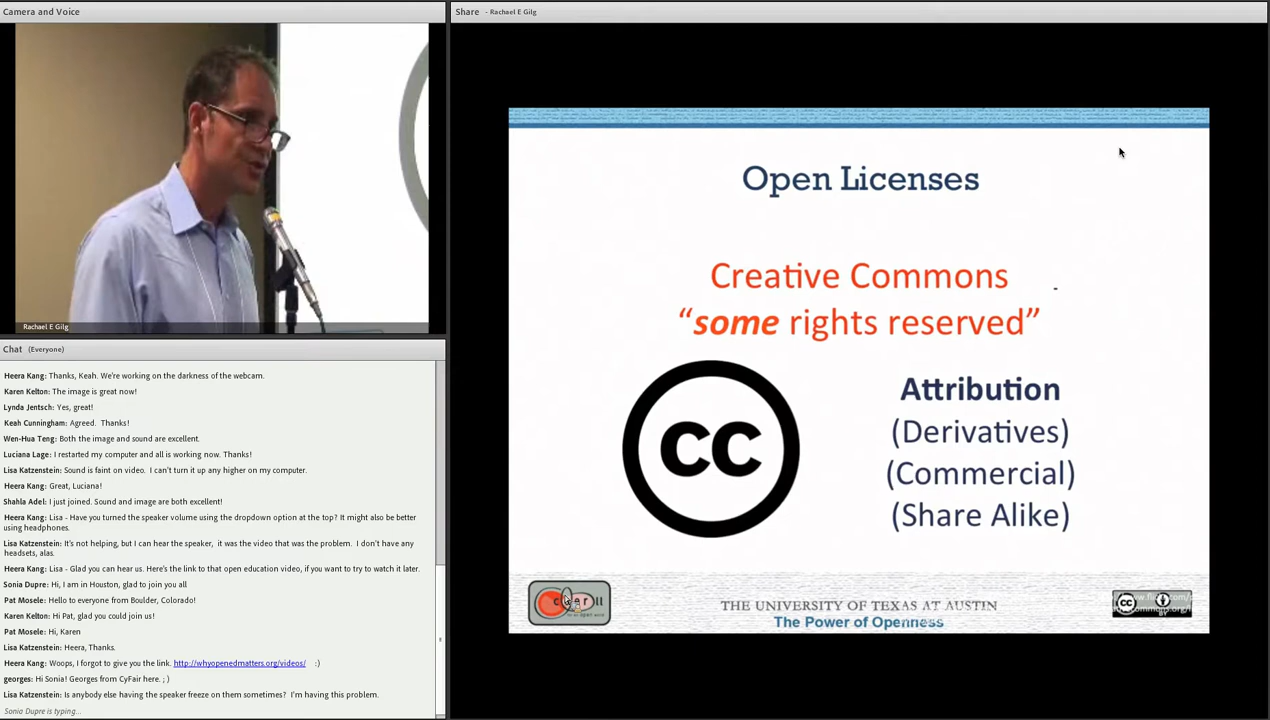 Camera and Voice
Rachael E Gilg
Chat (Everyone)
Heera Kang: Thanks, Keah. We're working on the darkness of the webcam.
Karen Kelton: The image is great now!
Lynda Jentsch: Yes, great!
Keah Cunningham: Agreed. Thanks!
Wen-Hua Teng: Both the image and sound are excellent.
Luciana Lage: I restarted my computer and all is working now. Thanks!
Lisa Katzenstein: Sound is faint on video. I can't turn it up any higher on my computer.
Heera Kang: Great, Luciana!
Shahla Adel: I just joined. Sound and image are both excellent!
Heera Kang: Lisa - Have you turned the speaker volume using the dropdown option at the top? It might also be better
using headphones.
Lisa Katzenstein: It's not helping, but I can hear the speaker, it was the video that was the problem. I don't have any
headsets, alas.
Heera Kang: Lisa - Glad you can hear us. Here's the link to that open education video, if you want to try to watch it later.
Sonia Dupre: Hi, I am in Houston, glad to join you all
Pat Mosele: Hello to everyone from Boulder, Colorado!
Karen Kelton: Hi Pat, glad you could join us!
Pat Mosele: Hi, Karen
Lisa Katzenstein: Heera, Thanks.
Heera Kang: Woops, I forgot to give you the link. http://whyopenedmatters.org/videos/ :)
georges: Hi Sonia! Georges from CyFair here. ; )
Lisa Katzenstein: Is anybody else having the speaker freeze on them sometimes? I'm having this problem.
Sonia Dupre is typing...
Share - Rachael E Gilg
Open Licenses
Creative Commons
“some rights reserved”
cc
Attribution
(Derivatives)
(Commercial)
(Share Alike)
THE UNIVERSITY OF TEXAS AT AUSTIN
The Power of Openness
cc
BY